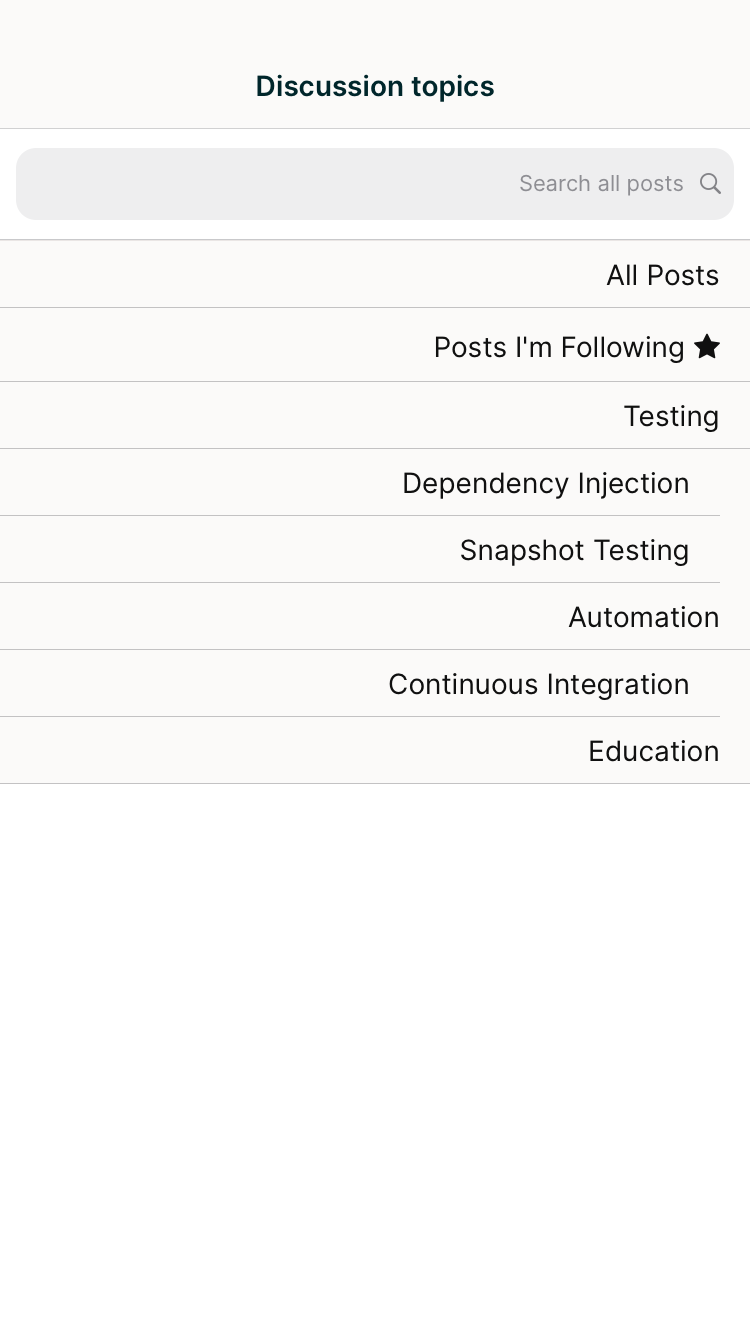 Discussion topics
Search all posts
All Posts
Posts I'm Following
Testing
Dependency Injection
Snapshot Testing
Automation
Continuous Integration
Education